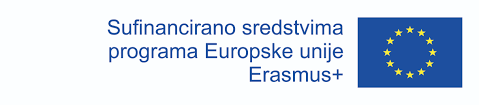 Sufinancirano sredstvima
programa Europske unije
Erasmus+